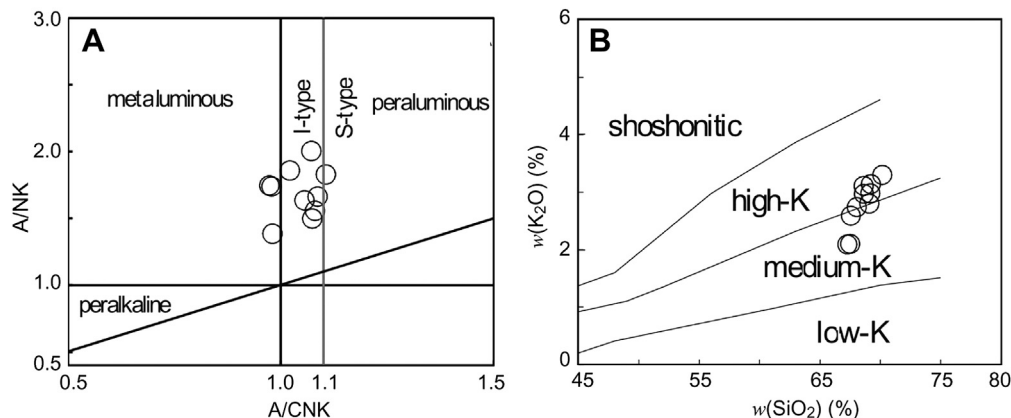 A
3.0
2.0
1.0
0.5
A/NK
metaluminous
I-type
S-type
peraluminous
peralkaline
0.5
1.0
1.1
1.5
A/CNK
B
6
4
2
0
w(K₂O) (%)
shoshonitic
high-K
medium-K
low-K
45
55
65
75
80
w(SiO₂) (%)